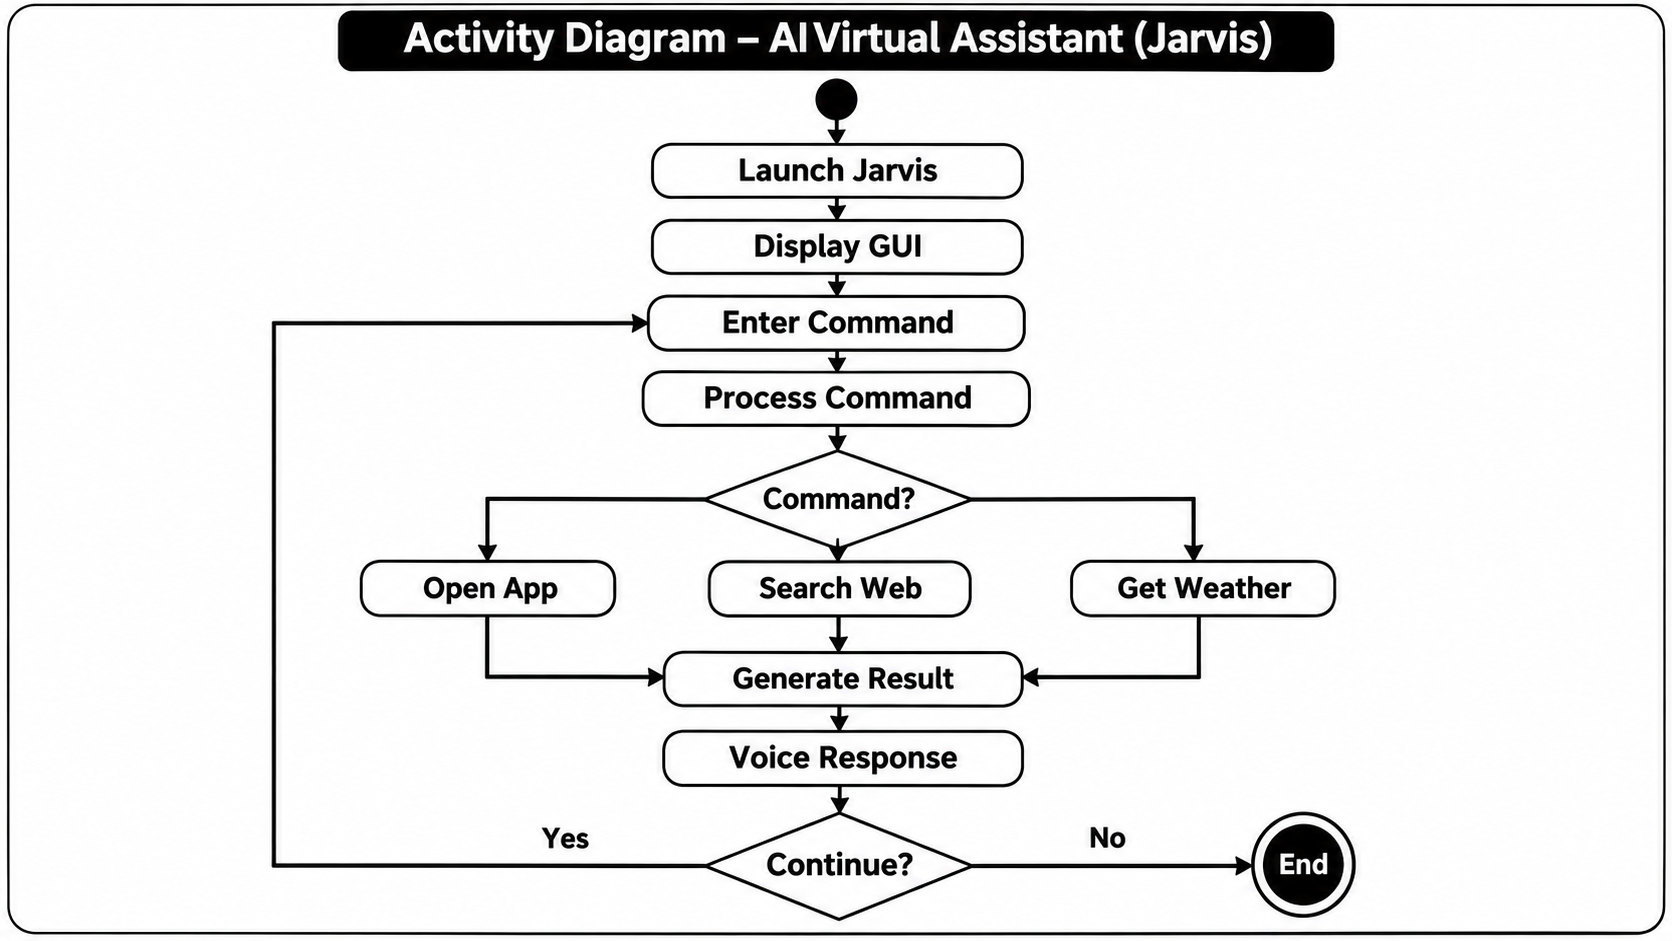 Activity Diagram – AI Virtual Assistant (Jarvis)
Launch Jarvis
Display GUI
Enter Command
Process Command
Command?
Open App
Search Web
Get Weather
Generate Result
Voice Response
Yes
No
Continue?
End